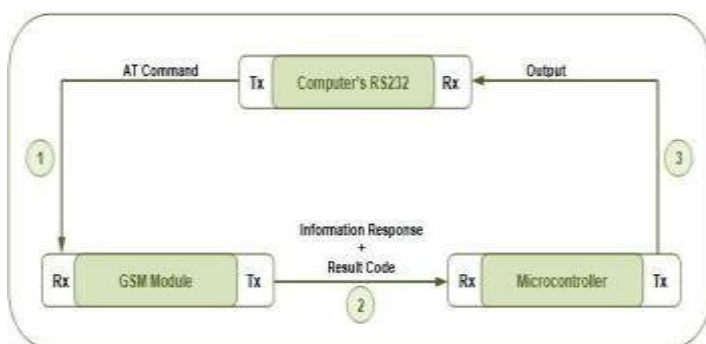 AT Command
Output
Tx Computer's RS232 Rx
1
3
Information Response
+
Result Code
Rx GSM Module Tx
Rx Microcontroller Tx
2